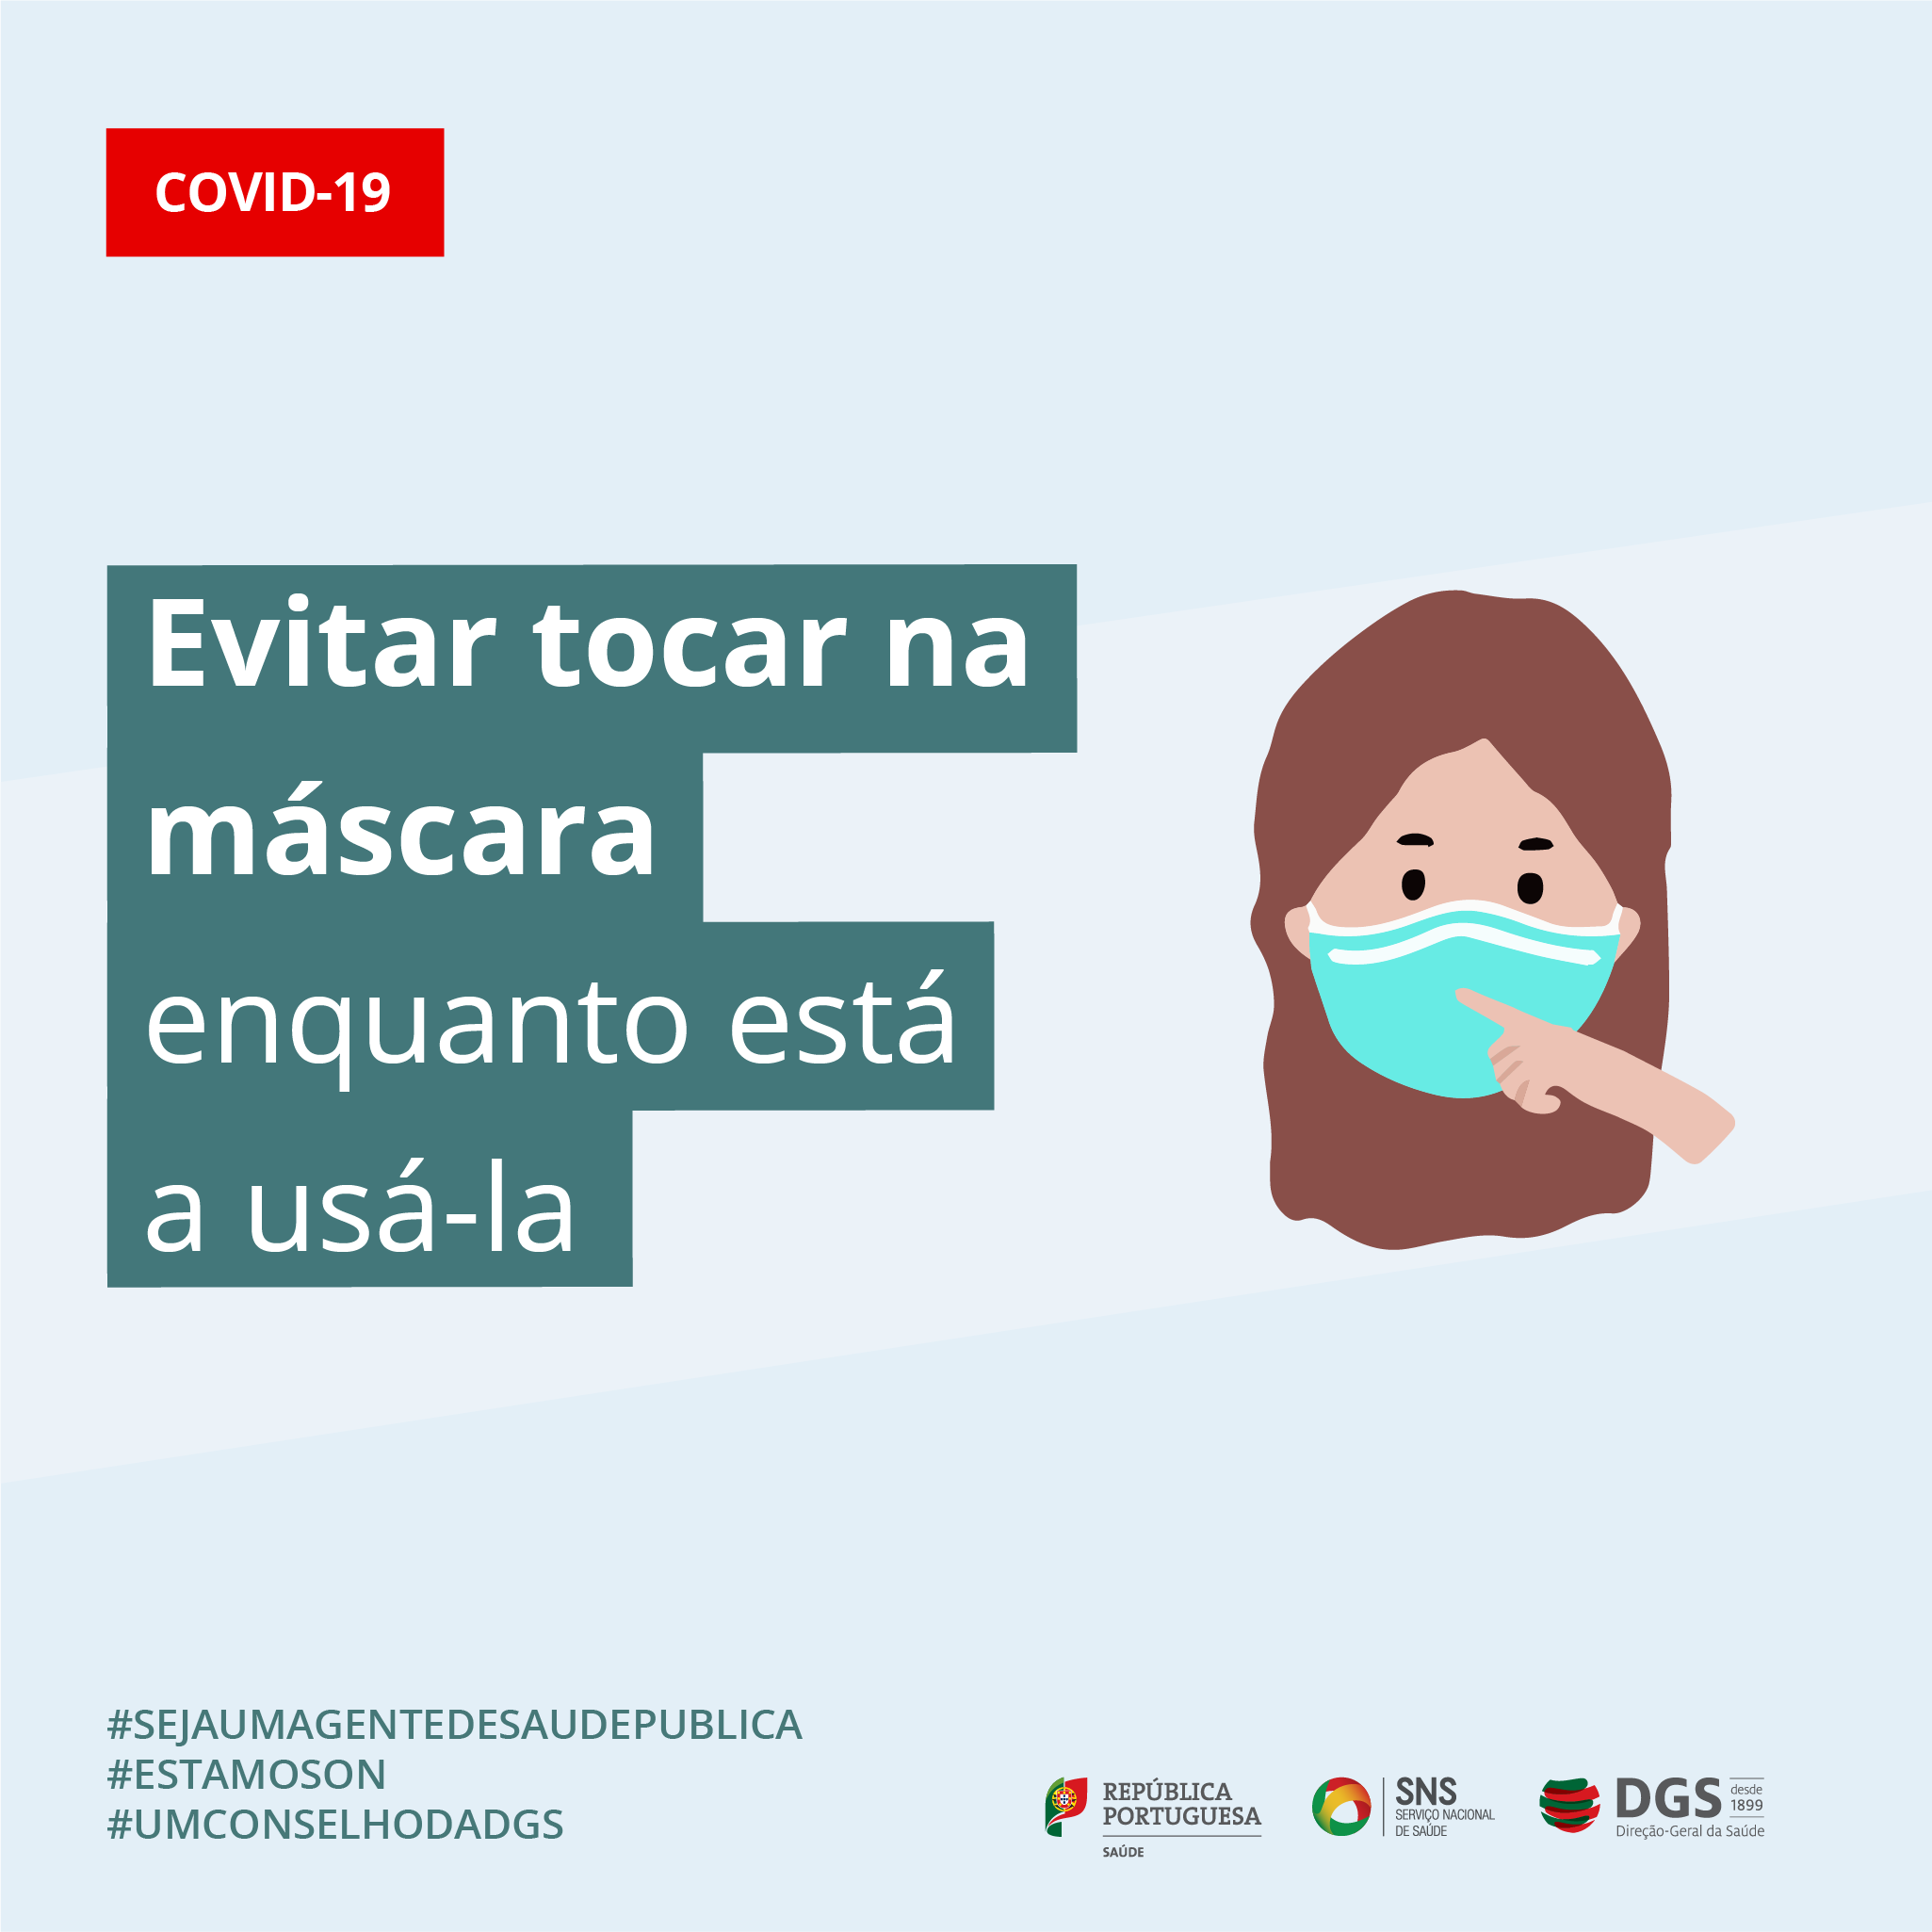 COVID-19
Evitar tocar na
máscara
enquanto está
a usá-la
#SEJAUMAGENTEDESAUDEPUBLICA
#ESTAMOSON
#UMCONSELHODADGS
REPÚBLICA
PORTUGUESA
SAÚDE
SNS
SERVIÇO NACIONAL
DE SAÚDE
DGS
desde
1899
Direção-Geral da Saúde